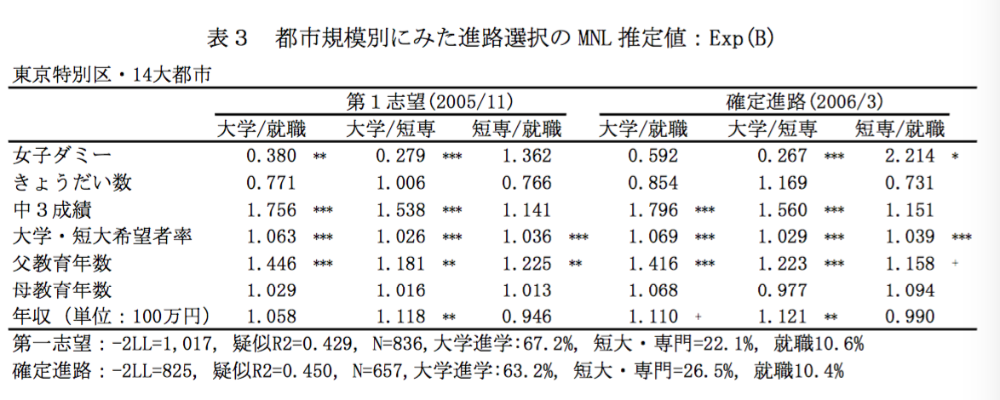 表３　都市規模別にみた進路選択の MNL 推定値：Exp(B)
東京特別区・14大都市
第１志望(2005/11) 確定進路(2006/3)
大学/就職 大学/短専 短専/就職 大学/就職 大学/短専 短専/就職
女子ダミー 0.380 ** 0.279 *** 1.362 0.592 0.267 *** 2.214 *
きょうだい数 0.771 1.006 0.766 0.854 1.169 0.731
中３成績 1.756 *** 1.538 *** 1.141 1.796 *** 1.560 *** 1.151
大学・短大希望者率 1.063 *** 1.026 *** 1.036 *** 1.069 *** 1.029 *** 1.039 ***
父教育年数 1.446 *** 1.181 ** 1.225 ** 1.416 *** 1.223 *** 1.158 +
母教育年数 1.029 1.016 1.013 1.068 0.977 1.094
年収（単位：100万円） 1.058 1.118 ** 0.946 1.110 + 1.121 ** 0.990
第一志望：-2LL=1,017, 疑似R2=0.429, N=836,大学進学:67.2%, 短大・専門=22.1%, 就職10.6%
確定進路：-2LL=825, 疑似R2=0.450, N=657,大学進学:63.2%, 短大・専門=26.5%, 就職10.4%